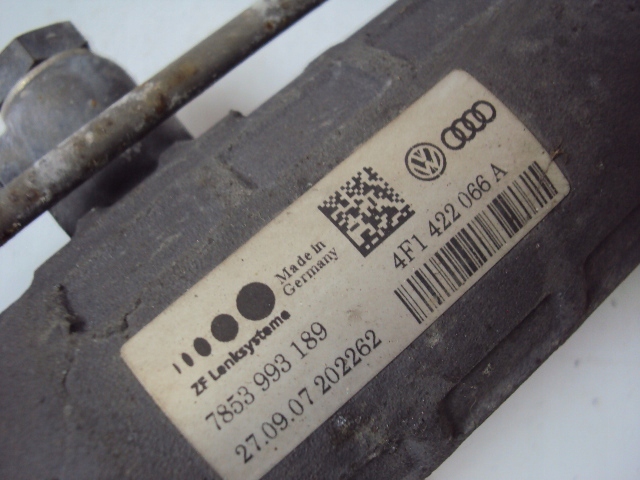 Made in
Germany
ZF Lenksysteme
4F1 422 066 A
7853 993 189
27.09.07 202262